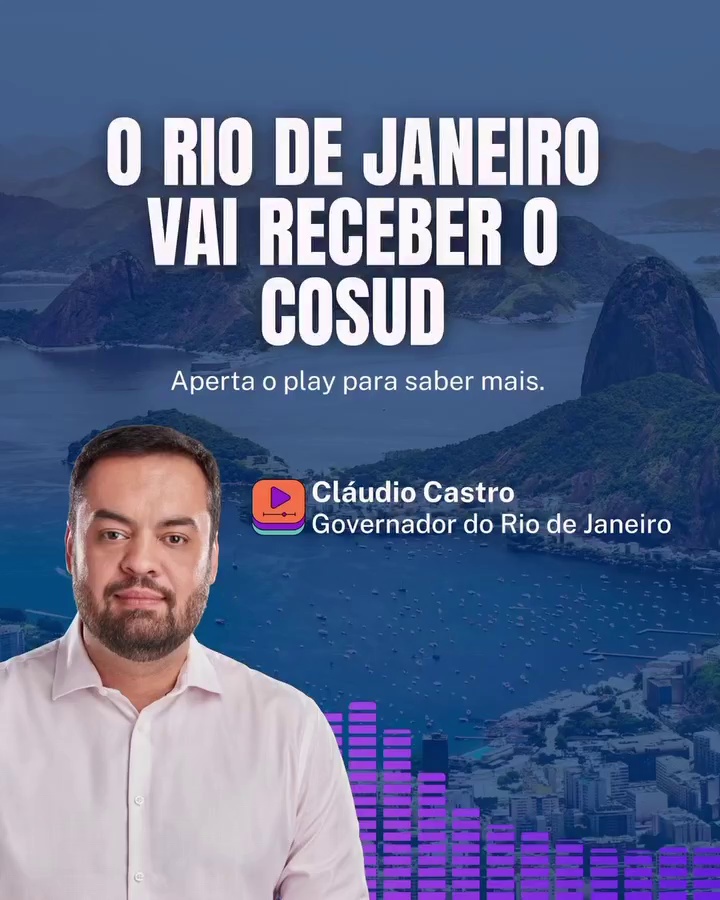 O RIO DE JANEIRO
VAI RECEBER O
COSUD
Aperta o play para saber mais.
Cláudio Castro
Governador do Rio de Janeiro